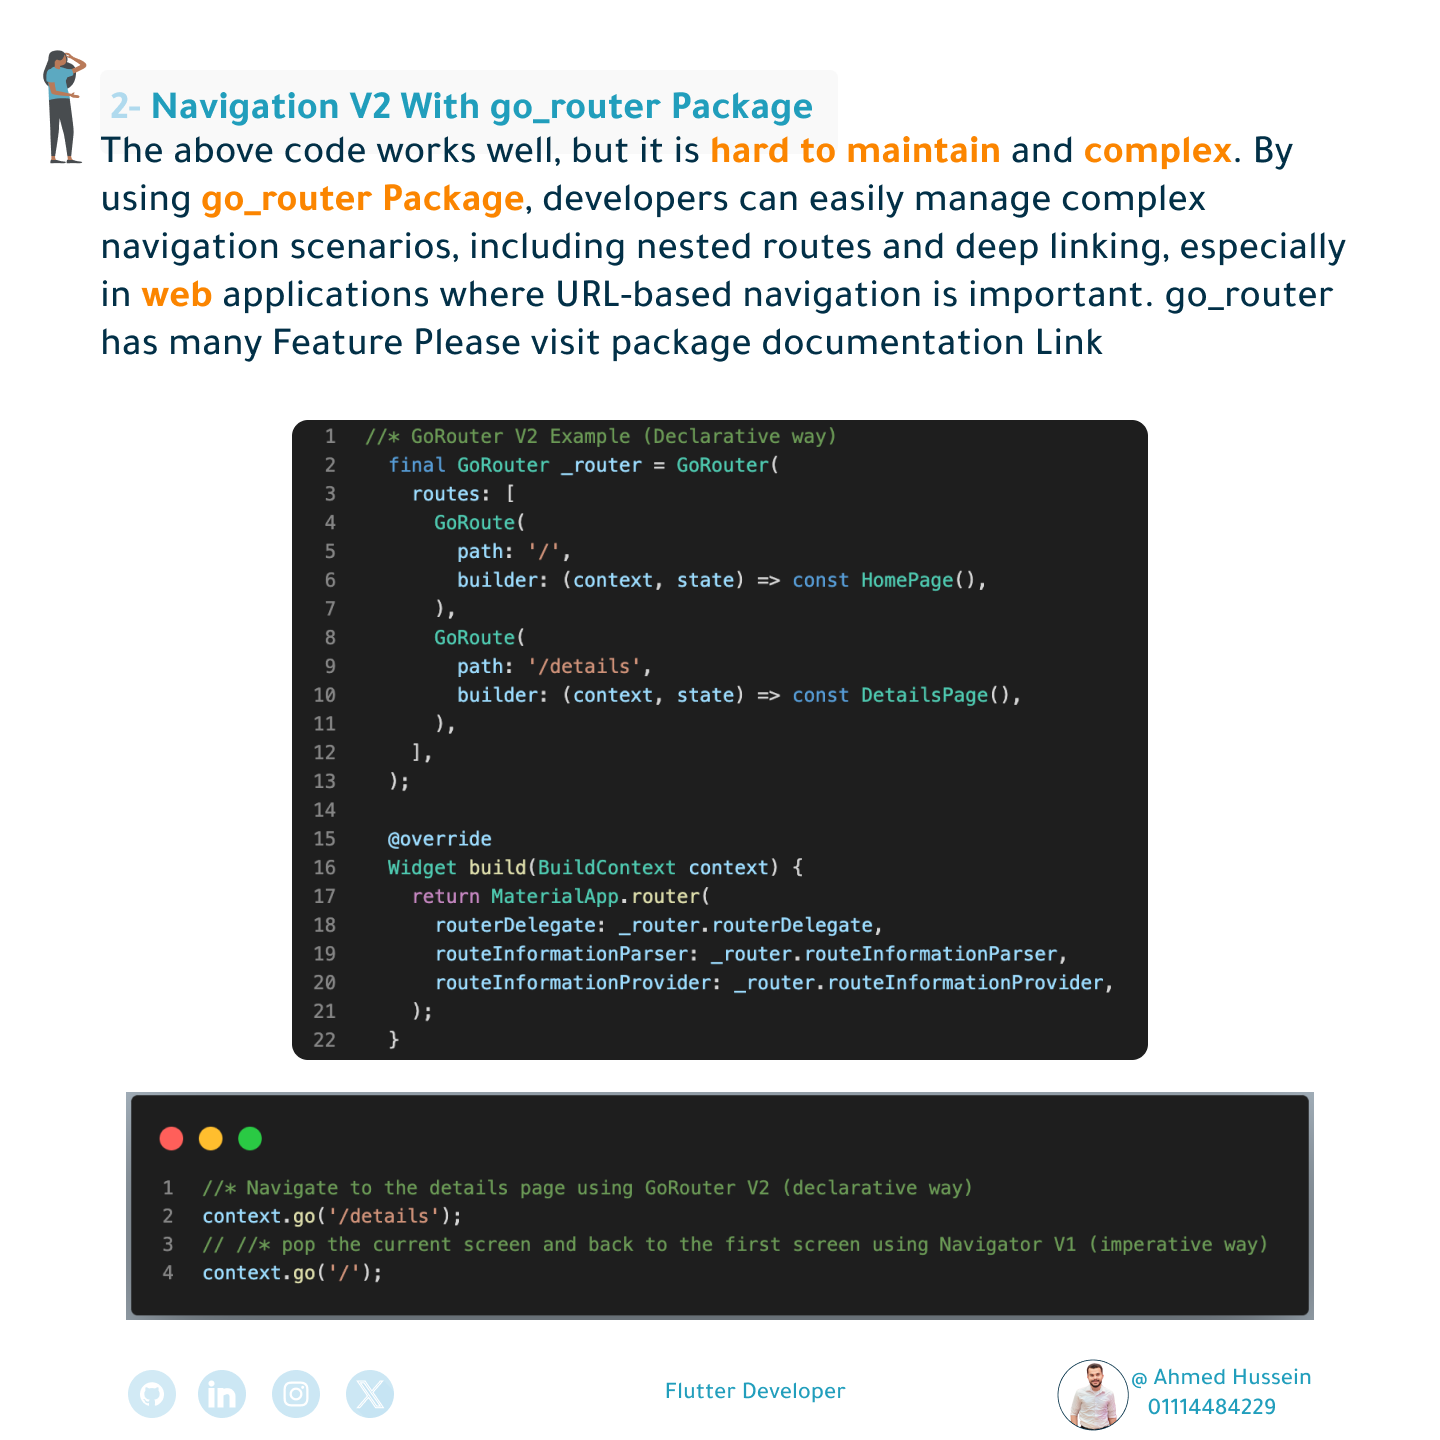 2- Navigation V2 With go_router Package
The above code works well, but it is hard to maintain and complex. By
using go_router Package, developers can easily manage complex
navigation scenarios, including nested routes and deep linking, especially
in web applications where URL-based navigation is important. go_router
has many Feature Please visit package documentation Link
1 //* GoRouter V2 Example (Declarative way)
2 final GoRouter _router = GoRouter(
3 routes: [
4 GoRoute(
5 path: '/',
6 builder: (context, state) => const HomePage(),
7 ),
8 GoRoute(
9 path: '/details',
10 builder: (context, state) => const DetailsPage(),
11 ),
12 ],
13 );
14
15 @override
16 Widget build(BuildContext context) {
17 return MaterialApp.router(
18 routerDelegate: _router.routerDelegate,
19 routeInformationParser: _router.routeInformationParser,
20 routeInformationProvider: _router.routeInformationProvider,
21 );
22 }
1 //* Navigate to the details page using GoRouter V2 (declarative way)
2 context.go('/details');
3 // //* pop the current screen and back to the first screen using Navigator V1 (imperative way)
4 context.go('/');
Flutter Developer
@ Ahmed Hussein
01114484229